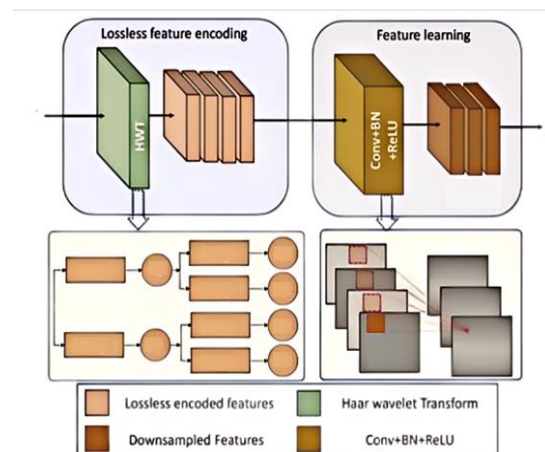 Lossless feature encoding
Feature learning
HWT
Conv+BN
+ReLU
Lossless encoded features
Haar wavelet Transform
Downsampled Features
Conv+BN+ReLU